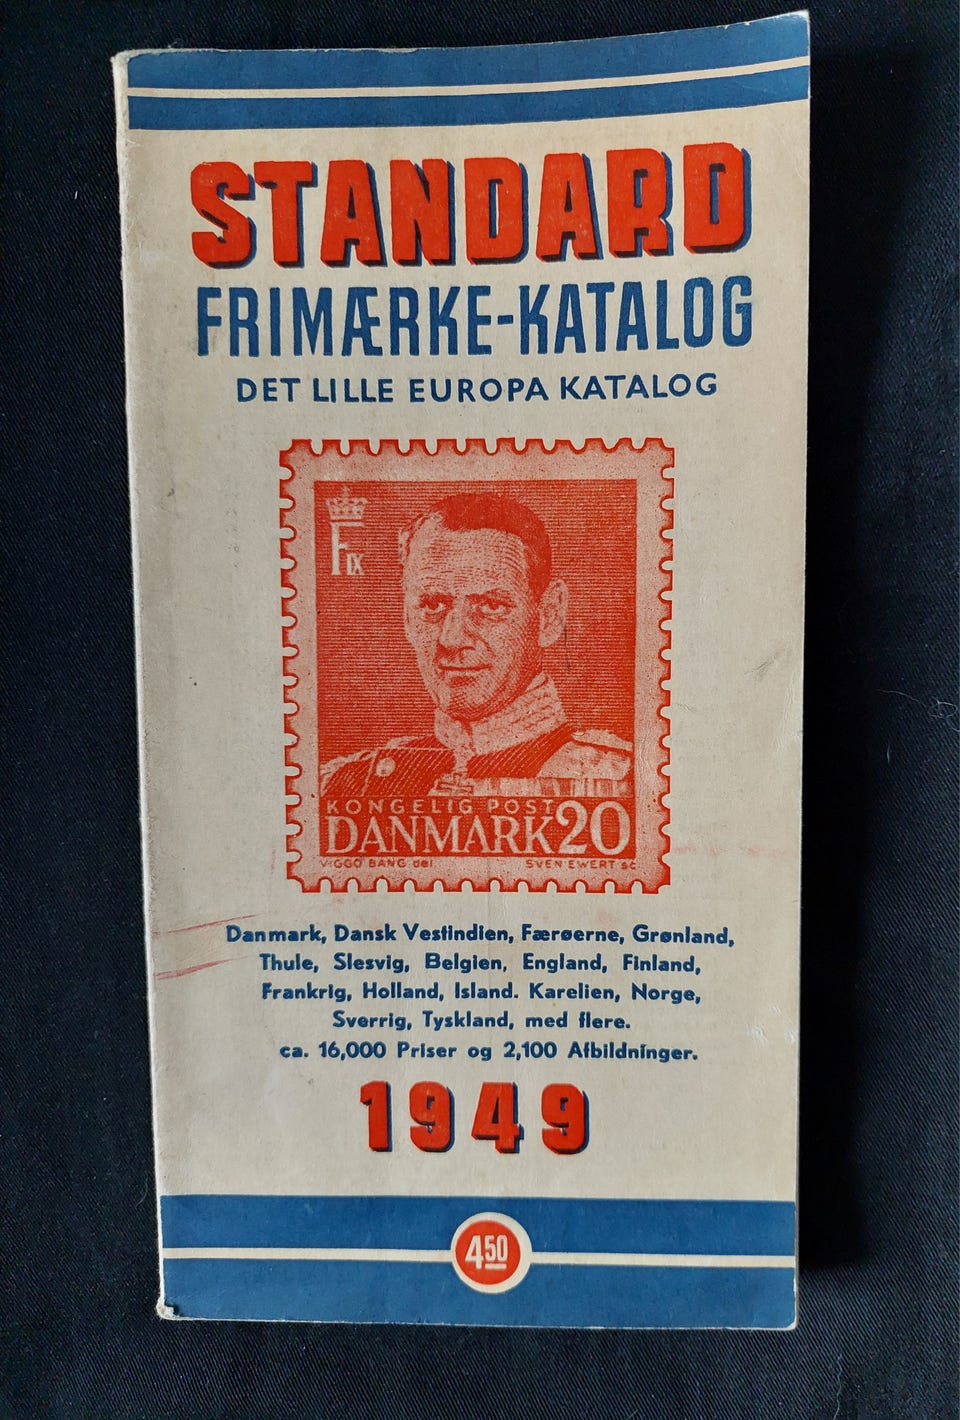 STANDARD
FRIMÆRKE-KATALOG
DET LILLE EUROPA KATALOG
F IX
KONGELIG POST
DANMARK 20
VIGGO BANG del. SVEN EWERT sc
Danmark, Dansk Vestindien, Færøerne, Grønland,
Thule, Slesvig, Belgien, England, Finland,
Frankrig, Holland, Island. Karelien, Norge,
Sverrig, Tyskland, med flere.
ca. 16,000 Priser og 2,100 Afbildninger.
1949
4 50